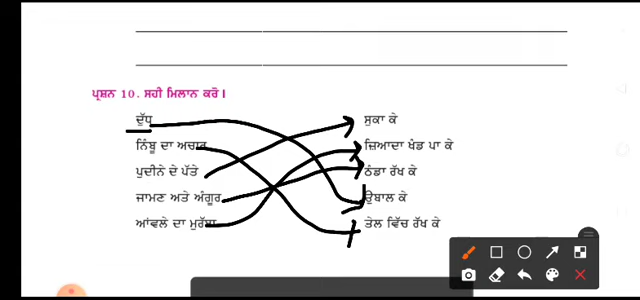 ਪ੍ਰਸ਼ਨ 10. ਸਹੀ ਮਿਲਾਨ ਕਰੋ।
ਦੁੱਧ ਸੁਕਾ ਕੇ
ਨਿੰਬੂ ਦਾ ਅਚਾਰ ਜ਼ਿਆਦਾ ਖੰਡ ਪਾ ਕੇ
ਪੁਦੀਨੇ ਦੇ ਪੱਤੇ ਠੰਡਾ ਰੱਖ ਕੇ
ਜਾਮਣ ਅਤੇ ਅੰਗੂਰ ਉਬਾਲ ਕੇ
ਆਂਵਲੇ ਦਾ ਮੁਰੱਬਾ ਤੇਲ ਵਿੱਚ ਰੱਖ ਕੇ